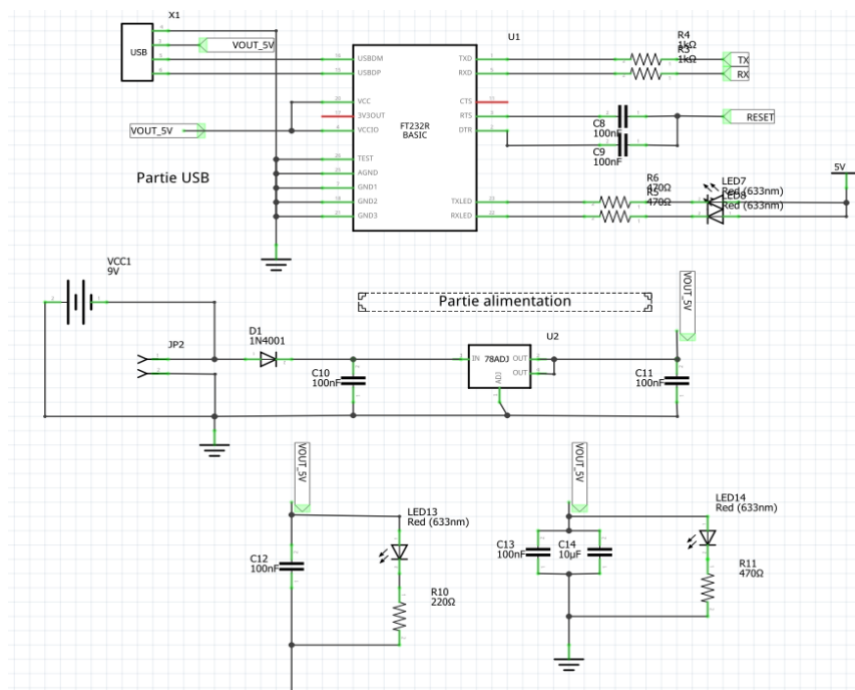 X1
USB
VOUT_5V
U1
USBDM
USBDP
VCC
3V3OUT
VCCIO
TEST
AGND
GND1
GND2
GND3
FT232R
BASIC
TXD
RXD
CTS
RTS
DTR
TXLED
RXLED
R4
1kΩ
R3
1kΩ
TX
RX
C8
100nF
C9
100nF
RESET
VOUT_5V
Partie USB
R6
470Ω
R5
470Ω
LED7
Red (633nm)
LED8
Red (633nm)
5V
VCC1
9V
Partie alimentation
VOUT_5V
JP2
D1
1N4001
C10
100nF
U2
IN
78ADJ
OUT
OUT
ADJ
C11
100nF
VOUT_5V
LED13
Red (633nm)
C12
100nF
R10
220Ω
VOUT_5V
LED14
Red (633nm)
C13
100nF
C14
10µF
R11
470Ω